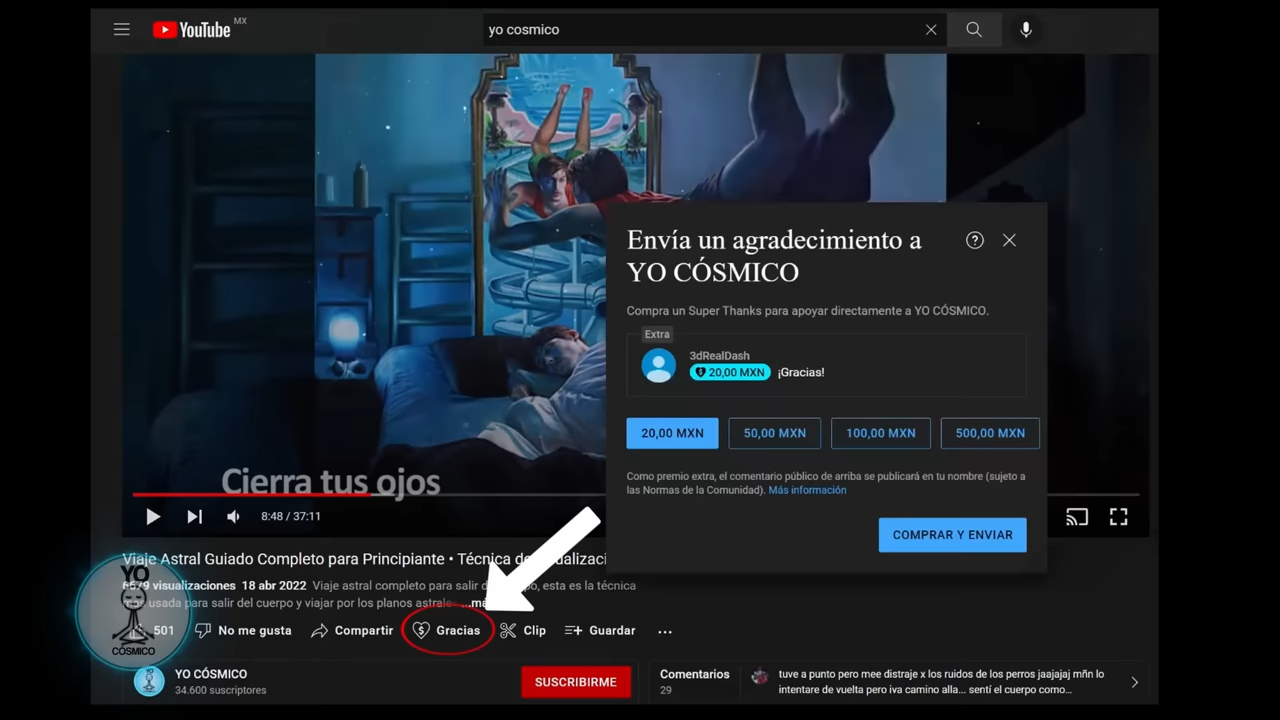 YouTube MX
yo cosmico
Envía un agradecimiento a
YO CÓSMICO
Compra un Super Thanks para apoyar directamente a YO CÓSMICO.
Extra
3dRealDash
20,00 MXN ¡Gracias!
20,00 MXN 50,00 MXN 100,00 MXN 500,00 MXN
Como premio extra, el comentario público de arriba se publicará en tu nombre (sujeto a
las Normas de la Comunidad). Más información
COMPRAR Y ENVIAR
Cierra tus ojos
8:48 / 37:11
Viaje Astral Guiado Completo para Principiante • Técnica
visualizaciones 18 abr 2022 Viaje astral completo para salir, esta es la técnica
usada para salir del cuerpo y viajar por los planos
501 No me gusta Compartir Gracias Clip Guardar
YO
CÓSMICO
YO CÓSMICO
34.600 suscriptores
SUSCRIBIRME
Comentarios
29
tuve a punto pero mee distraje x los ruidos de los perros jaajajaj mñn lo
intentare de vuelta pero iva camino alla... sentí el cuerpo como...